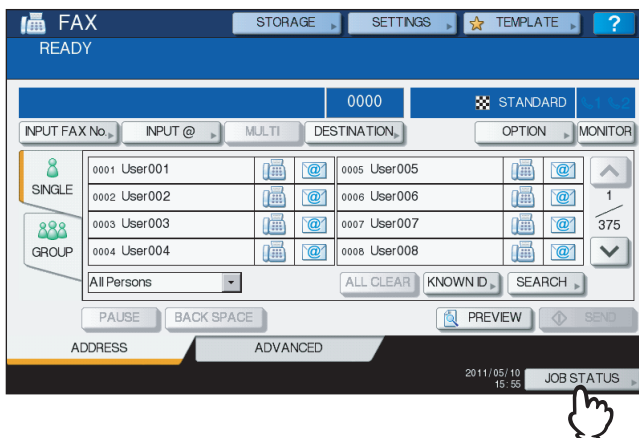 FAX STORAGE SETTINGS TEMPLATE ?
READY
0000 STANDARD
INPUT FAX No. INPUT @ MULTI DESTINATION OPTION MONITOR
SINGLE
GROUP
0001 User001 @ 0005 User005 @
0002 User002 @ 0006 User006 @
0003 User003 @ 0007 User007 @
0004 User004 @ 0008 User008 @
1
375
All Persons ALL CLEAR KNOWN ID SEARCH
PAUSE BACK SPACE PREVIEW SEND
ADDRESS ADVANCED
2011/05/10
15:55 JOB STATUS